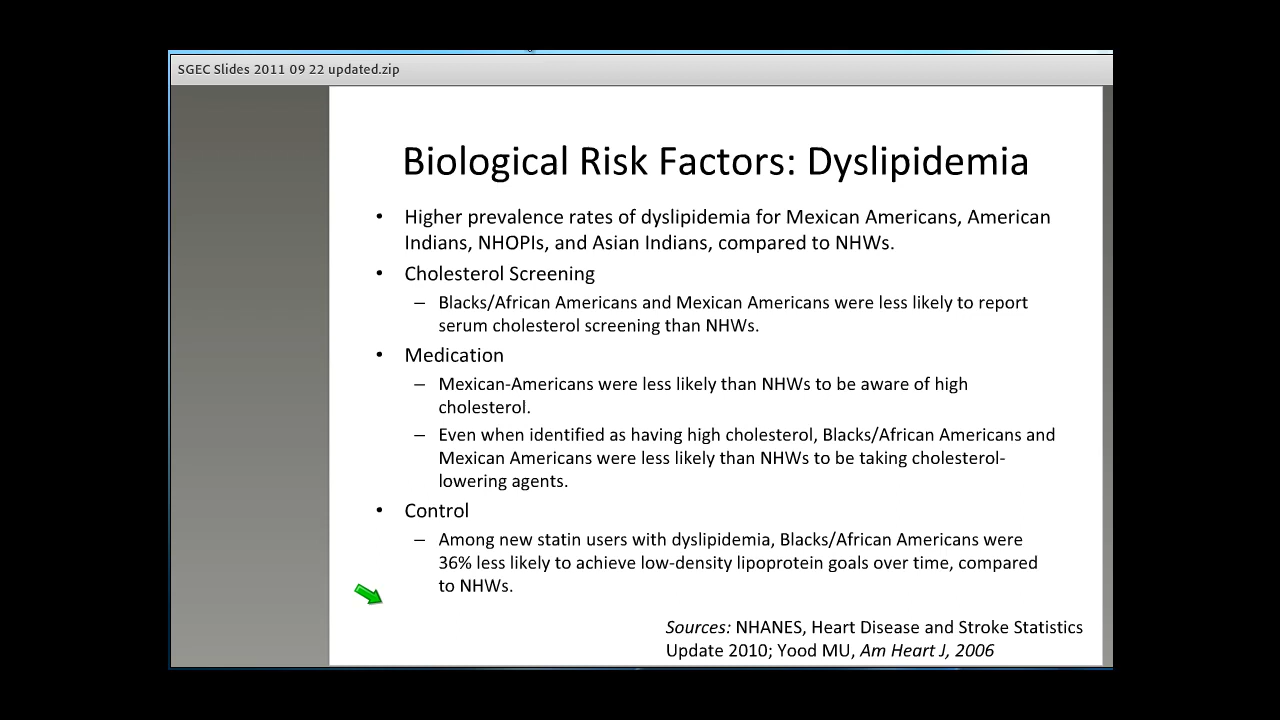 SGEC Slides 2011 09 22 updated.zip
Biological Risk Factors: Dyslipidemia
• Higher prevalence rates of dyslipidemia for Mexican Americans, American
Indians, NHOPIs, and Asian Indians, compared to NHWs.
• Cholesterol Screening
– Blacks/African Americans and Mexican Americans were less likely to report
serum cholesterol screening than NHWs.
• Medication
– Mexican-Americans were less likely than NHWs to be aware of high
cholesterol.
– Even when identified as having high cholesterol, Blacks/African Americans and
Mexican Americans were less likely than NHWs to be taking cholesterol-
lowering agents.
• Control
– Among new statin users with dyslipidemia, Blacks/African Americans were
36% less likely to achieve low-density lipoprotein goals over time, compared
to NHWs.
Sources: NHANES, Heart Disease and Stroke Statistics
Update 2010; Yood MU, Am Heart J, 2006